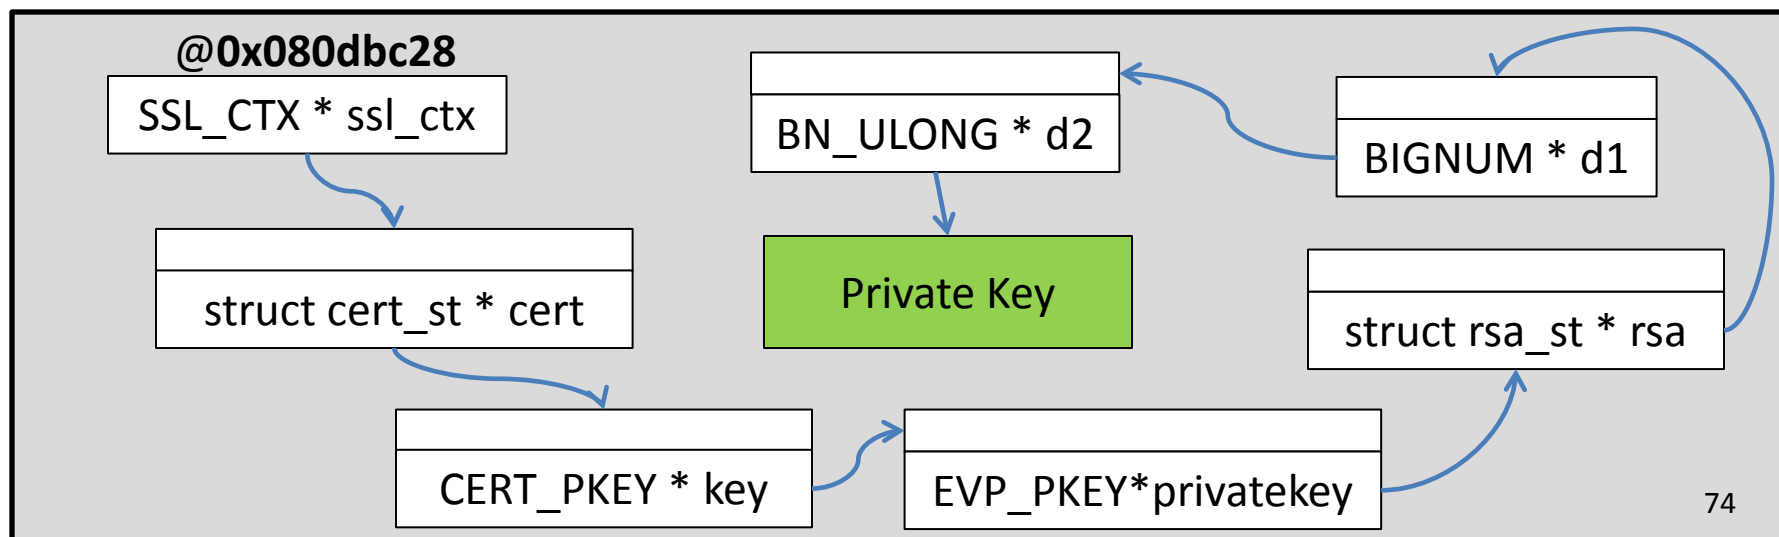 @0x080dbc28
SSL_CTX * ssl_ctx
struct cert_st * cert
CERT_PKEY * key
EVP_PKEY*privatekey
struct rsa_st * rsa
BIGNUM * d1
BN_ULONG * d2
Private Key
74